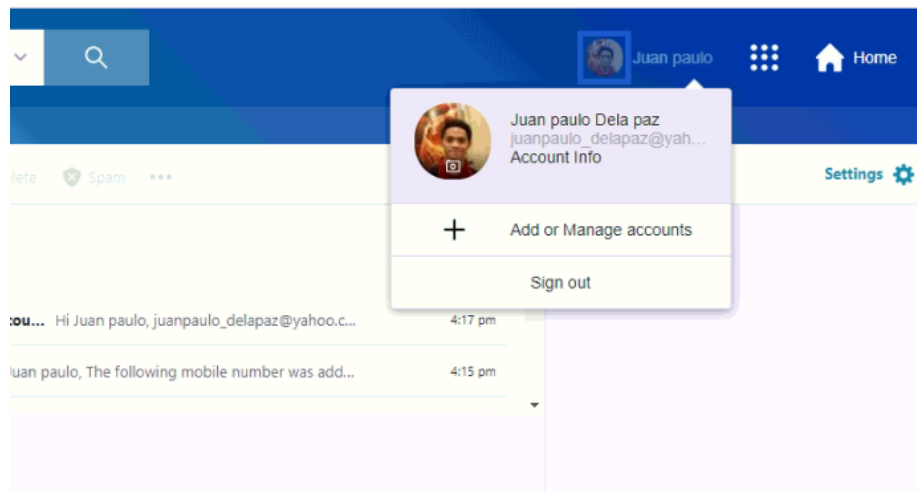 Juan paulo
Home
Juan paulo Dela paz
juanpaulo_delapaz@yah...
Account Info
Spam
Settings
Add or Manage accounts
Sign out
Hi Juan paulo, juanpaulo_delapaz@yahoo.c... 4:17 pm
paulo, The following mobile number was add... 4:15 pm